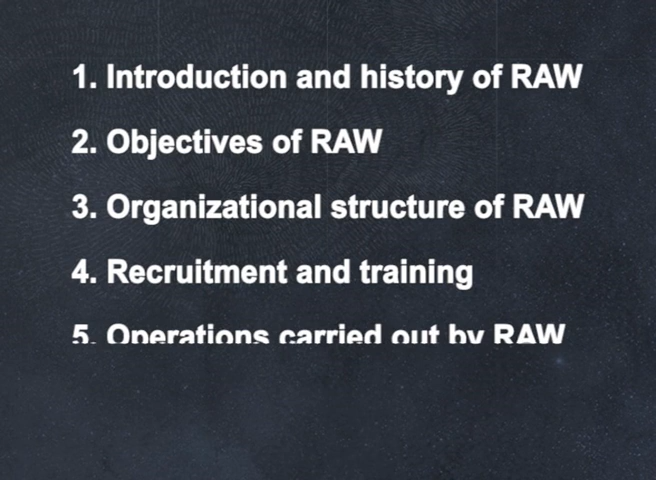 1. Introduction and history of RAW
2. Objectives of RAW
3. Organizational structure of RAW
4. Recruitment and training
5. Operations carried out by RAW